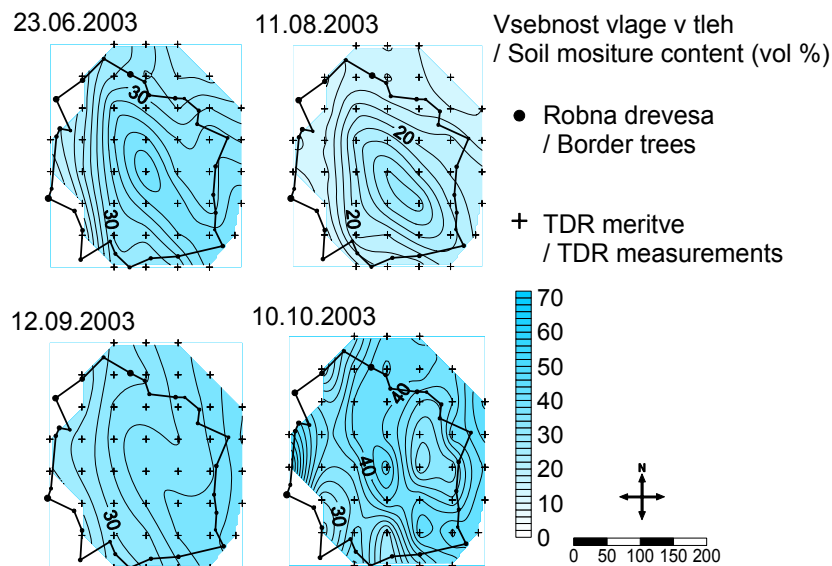 23.06.2003
11.08.2003
Vsebnost vlage v tleh
/ Soil mositure content (vol %)
Robna drevesa
/ Border trees
TDR meritve
/ TDR measurements
30
30
20
20
12.09.2003
10.10.2003
30
40
40
30
70
60
50
40
30
20
10
0
N
0 50 100 150 200